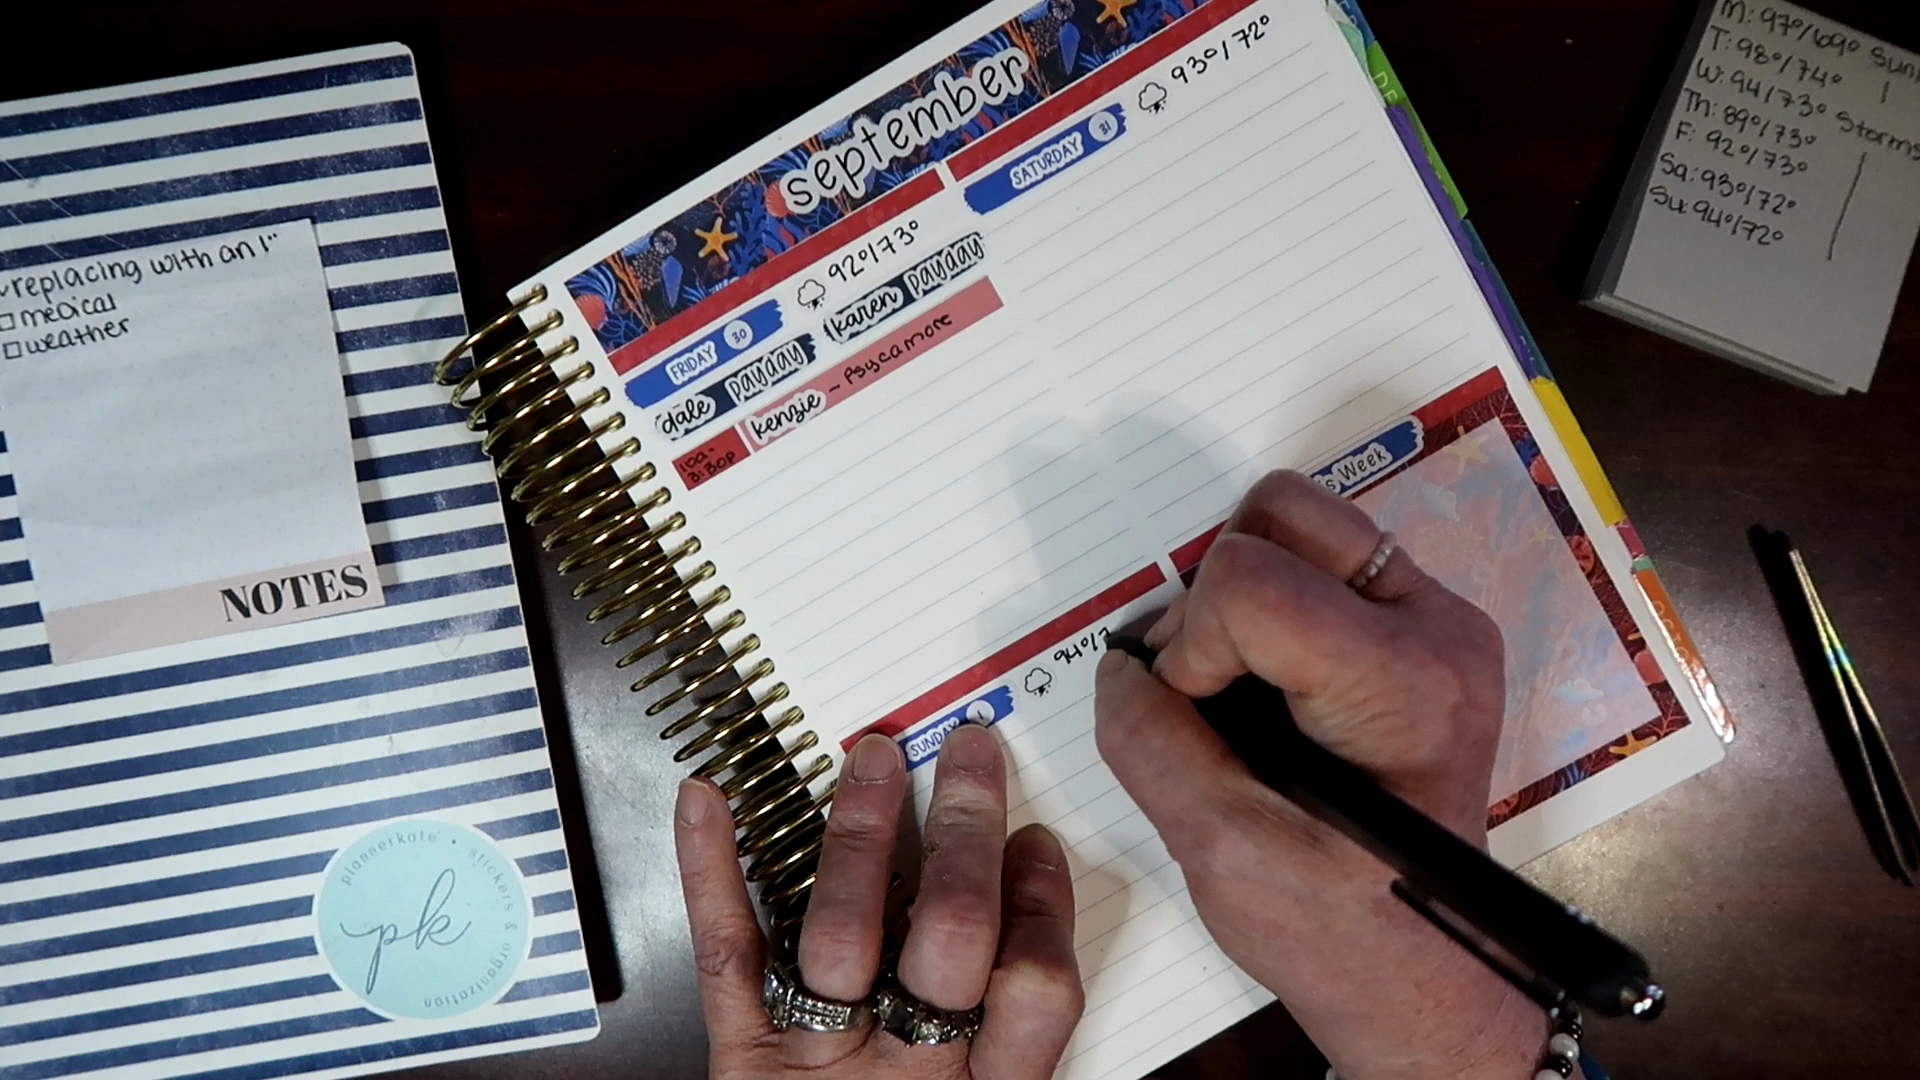 replacing with an 1"
medical
weather
NOTES
plannerkate • stickers & organization
pk
september
FRIDAY 30
92°/73°
dale payday
karen payday
10a-
3:30p
kenzie ~ Psycamore
SATURDAY 31
93°/72°
is Week
SUNDAY 1
94°/7
M: 97°/69° Sun
T: 98°/74°
W: 94/73° Storms
Th: 89°/73°
F: 92°/73°
Sa: 93°/72°
Su: 94°/72°